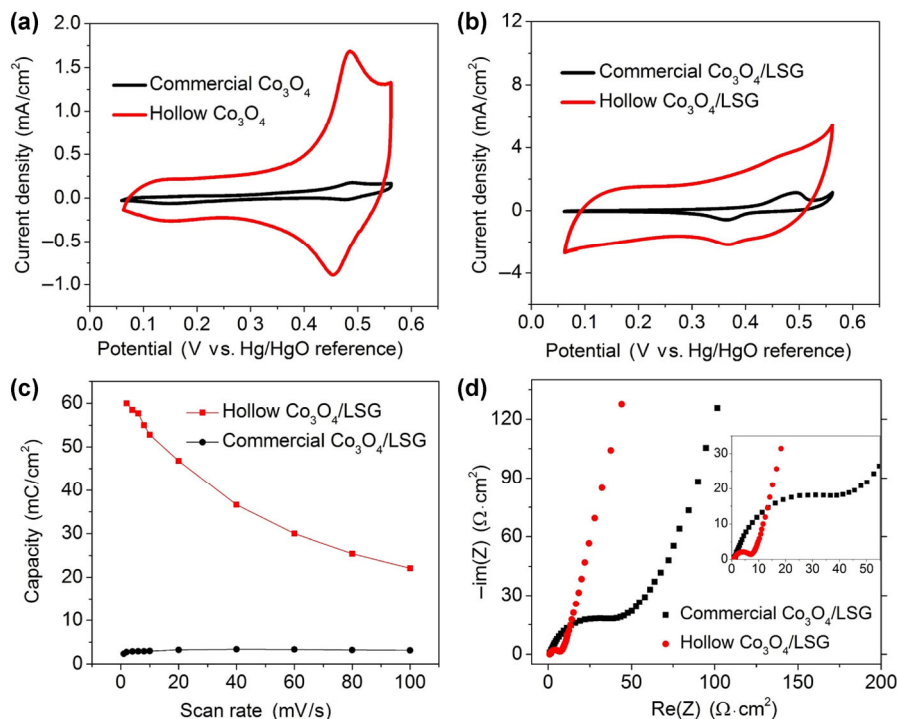 (a)
2.0
1.5
1.0
0.5
0.0
–0.5
–1.0
Current density (mA/cm²)
Commercial Co₃O₄
Hollow Co₃O₄
0.0 0.1 0.2 0.3 0.4 0.5 0.6
Potential (V vs. Hg/HgO reference)
(b)
12
8
4
0
–4
Current density (mA/cm²)
Commercial Co₃O₄/LSG
Hollow Co₃O₄/LSG
0.0 0.1 0.2 0.3 0.4 0.5 0.6
Potential (V vs. Hg/HgO reference)
(c)
60
50
40
30
20
10
0
Capacity (mC/cm²)
Hollow Co₃O₄/LSG
Commercial Co₃O₄/LSG
0 20 40 60 80 100
Scan rate (mV/s)
(d)
120
90
60
30
0
–im(Z) (Ω·cm²)
30
20
10
0
0 10 20 30 40 50
Commercial Co₃O₄/LSG
Hollow Co₃O₄/LSG
0 50 100 150 200
Re(Z) (Ω·cm²)